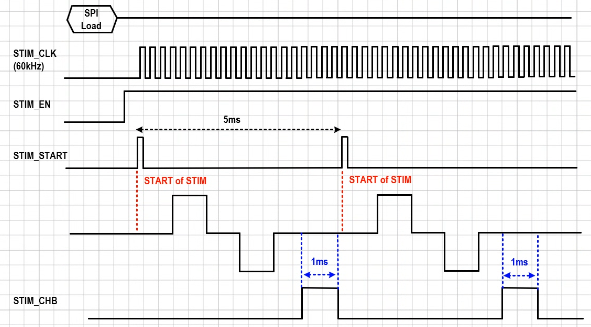 SPI
Load
STIM_CLK
(60kHz)
STIM_EN
5ms
STIM_START
START of STIM
START of STIM
1ms
1ms
STIM_CHB